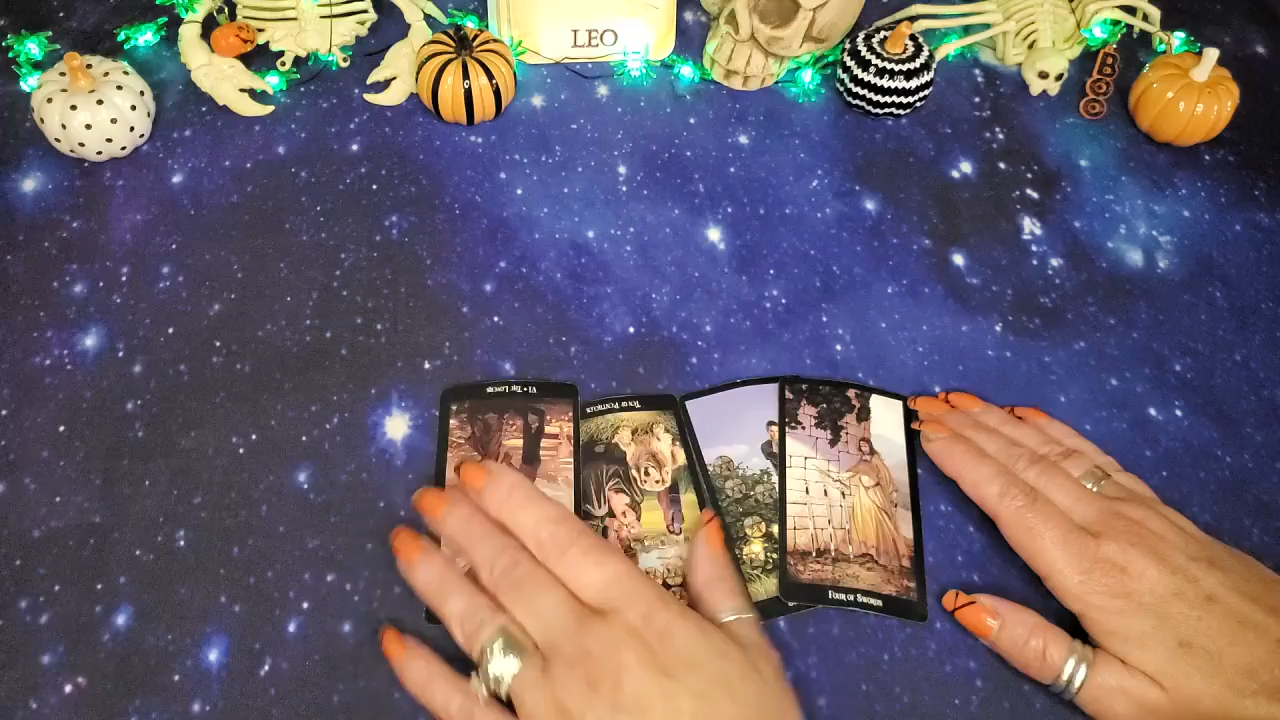 LEO
BOO
VI • The Lovers
Ten of Pentacles
Four of Swords